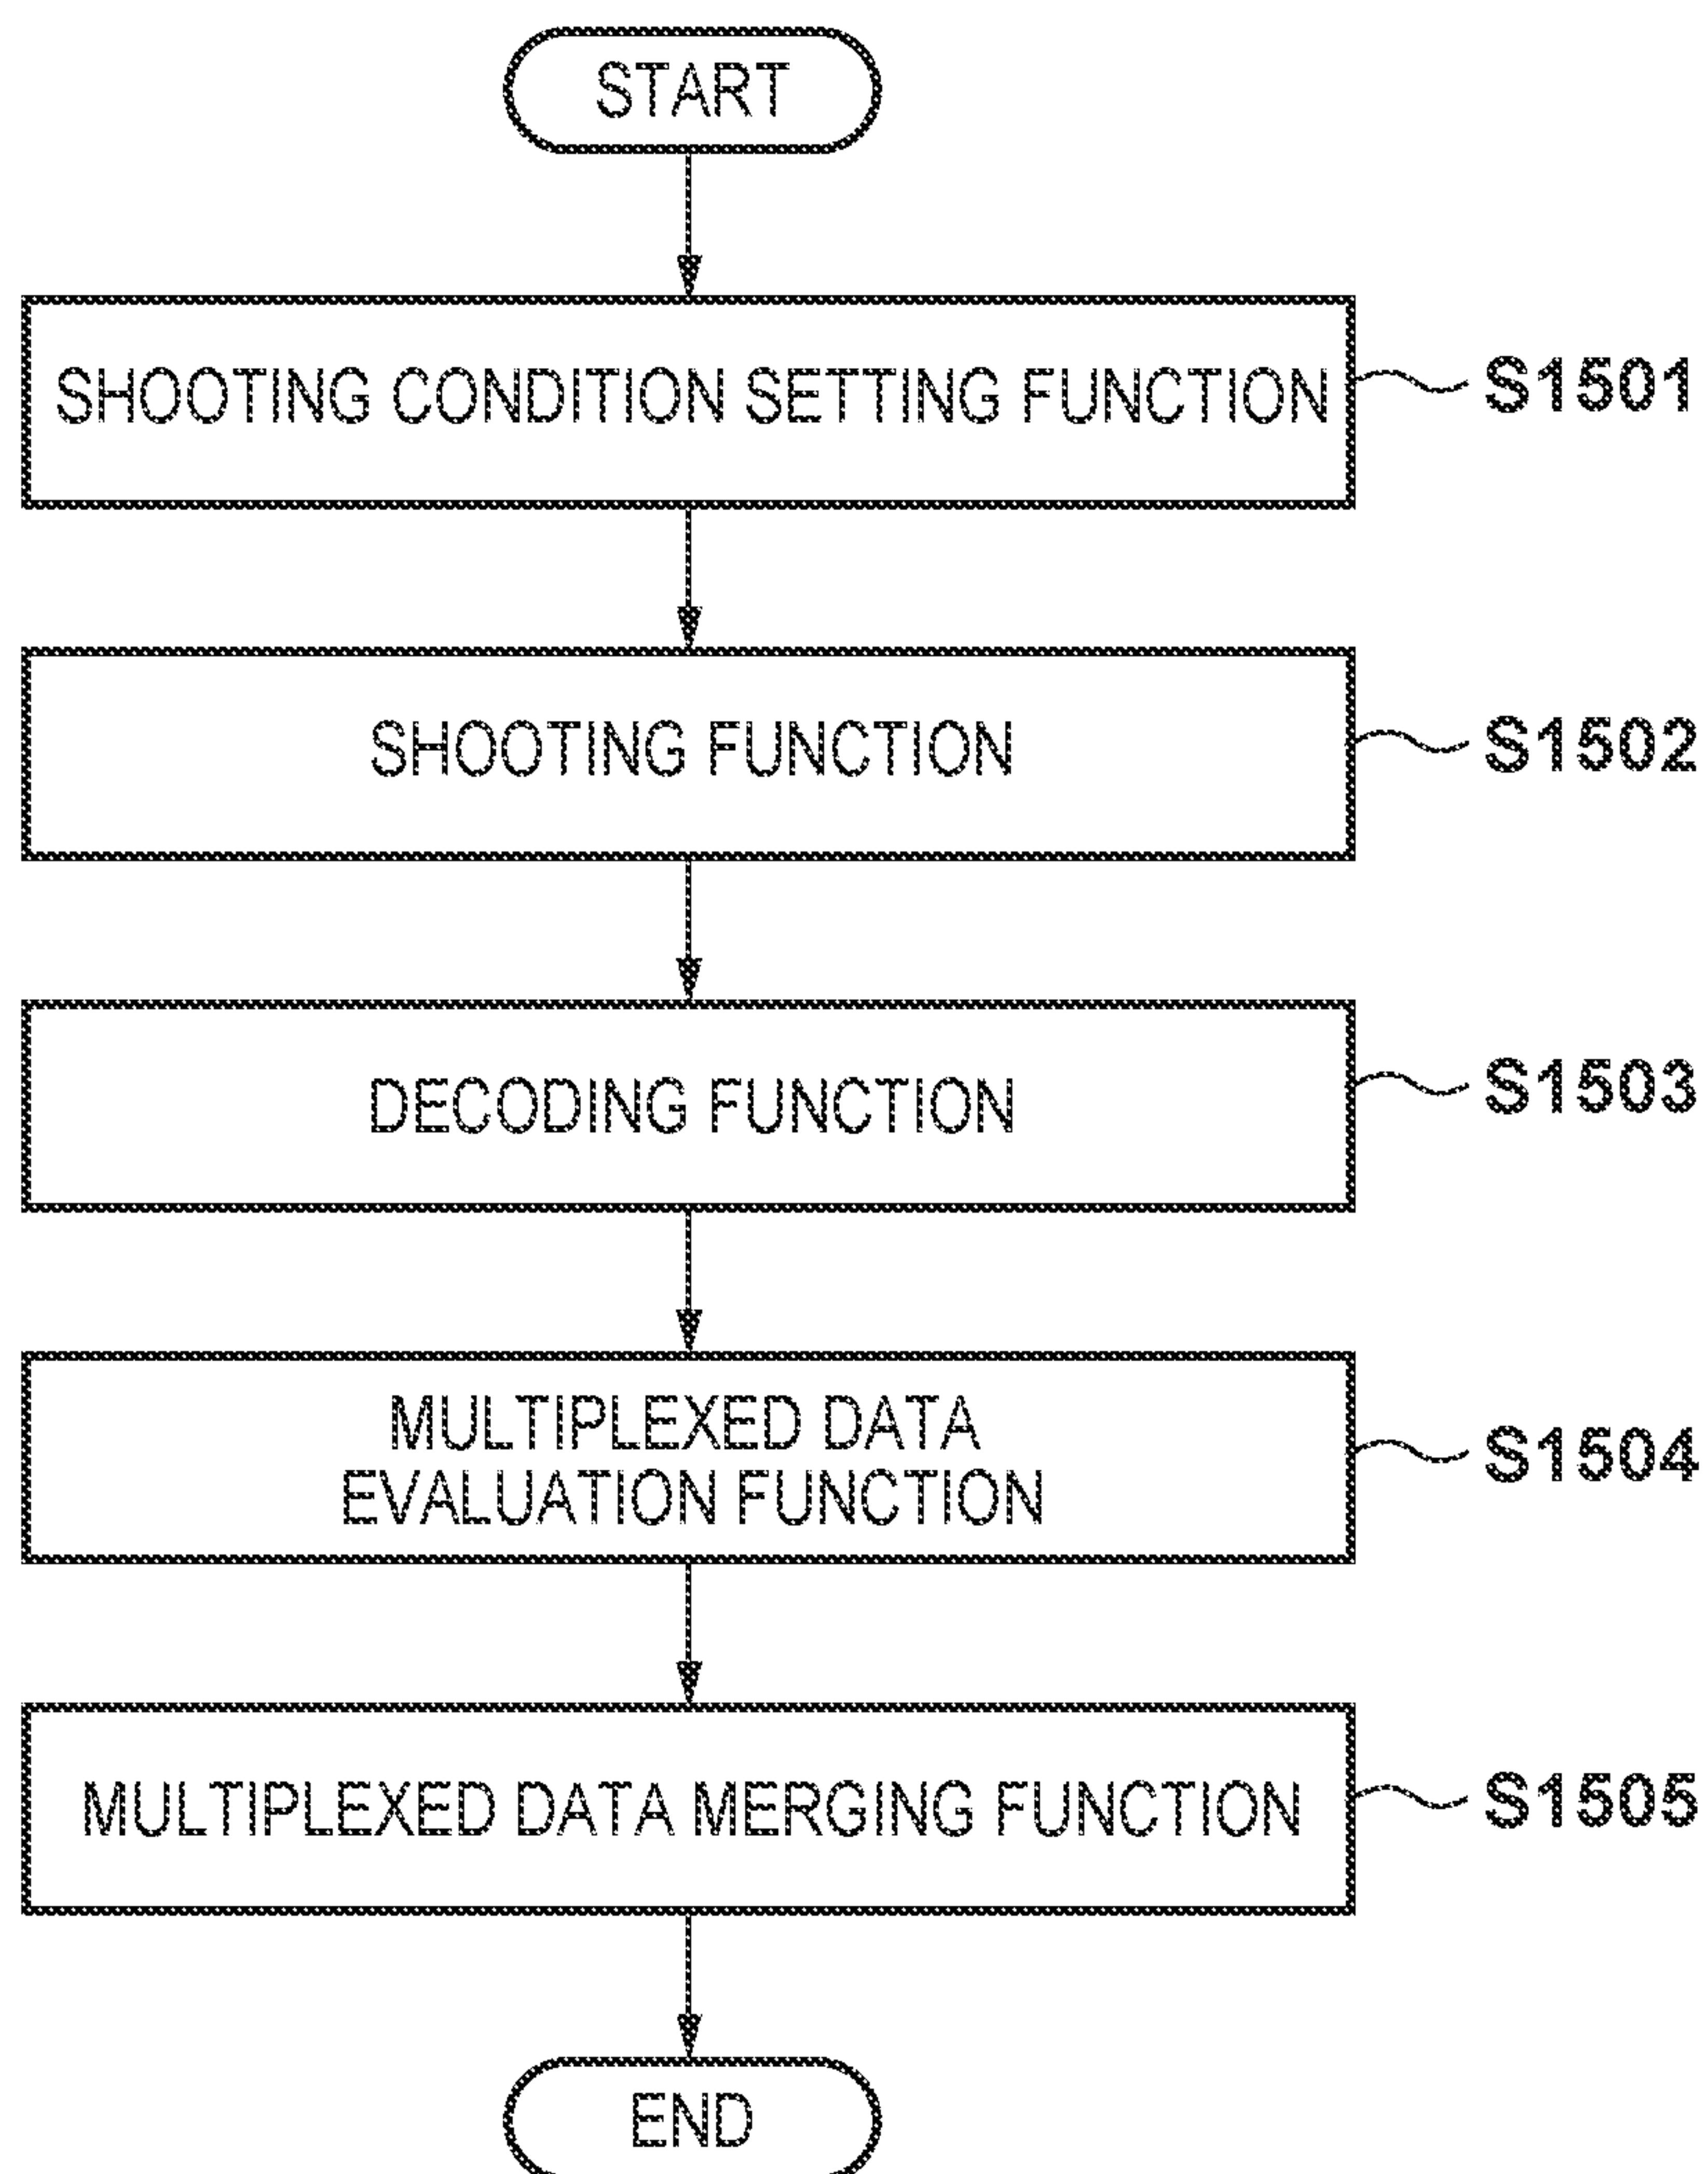 START
SHOOTING CONDITION SETTING FUNCTION
S1501
SHOOTING FUNCTION
S1502
DECODING FUNCTION
S1503
MULTIPLEXED DATA
EVALUATION FUNCTION
S1504
MULTIPLEXED DATA MERGING FUNCTION
S1505
END